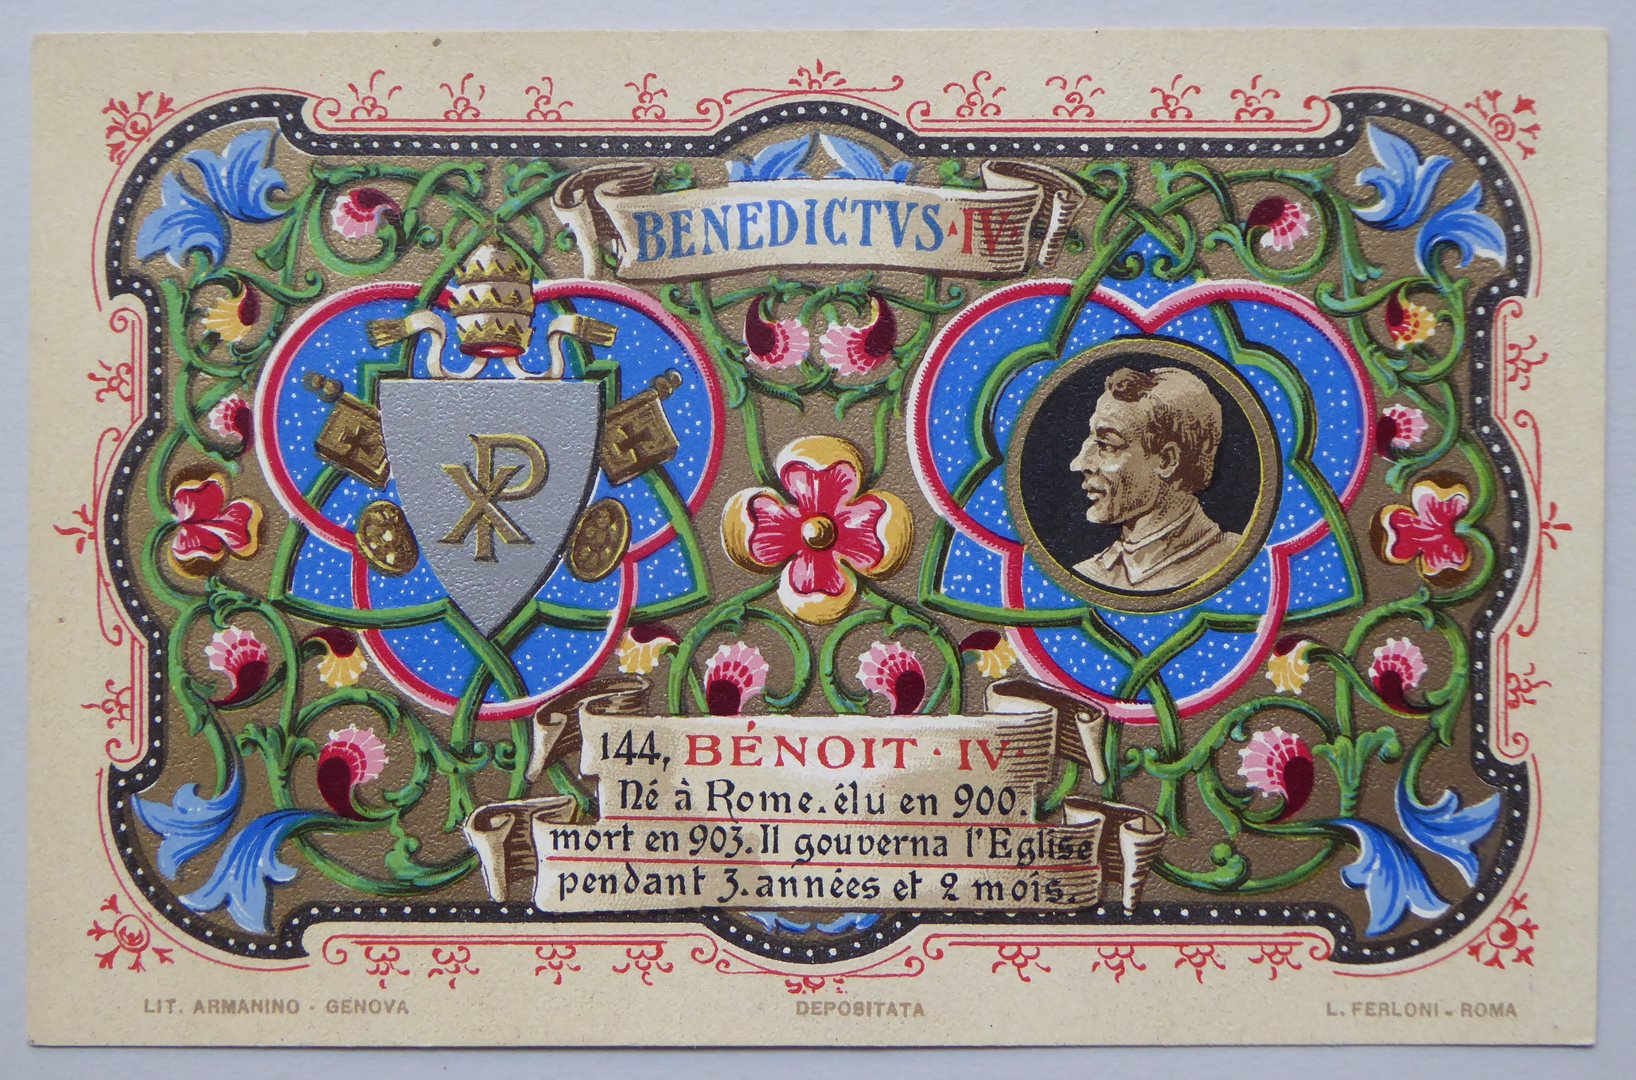 BENEDICTVS · IV
144, BÉNOIT · IV·
Né à Rome. élu en 900.
mort en 903. Il gouverna l'Eglise
pendant 3. années et 2 mois.
LIT. ARMANINO - GENOVA
DEPOSITATA
L. FERLONI - ROMA